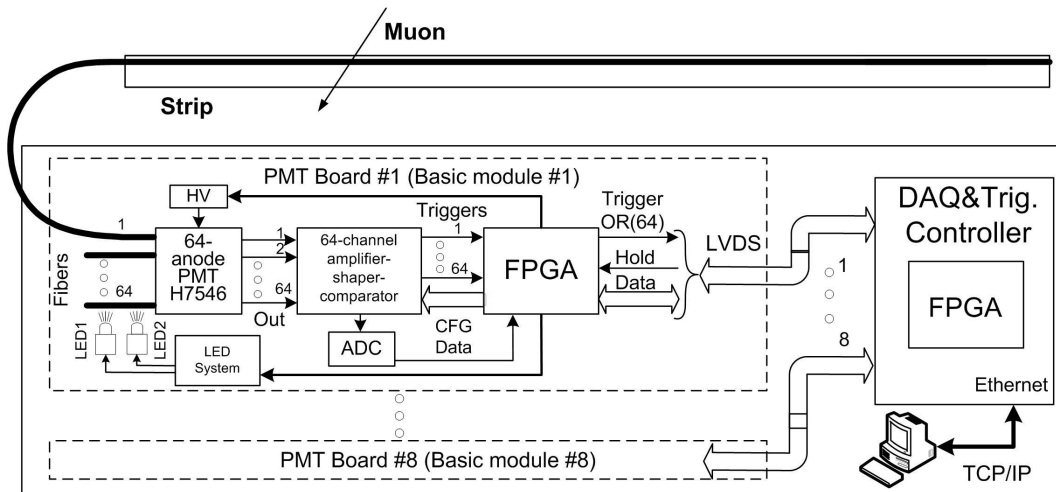 Muon
Strip
PMT Board #1 (Basic module #1)
HV
Triggers
Trigger
OR(64)
1
64-
anode
PMT
H7546
1
2
64
Out
64-channel
amplifier-
shaper-
comparator
1
64
FPGA
Hold
Data
LVDS
Fibers
64
LED1
LED2
LED
System
ADC
CFG
Data
DAQ&Trig.
Controller
FPGA
Ethernet
1
8
PMT Board #8 (Basic module #8)
TCP/IP